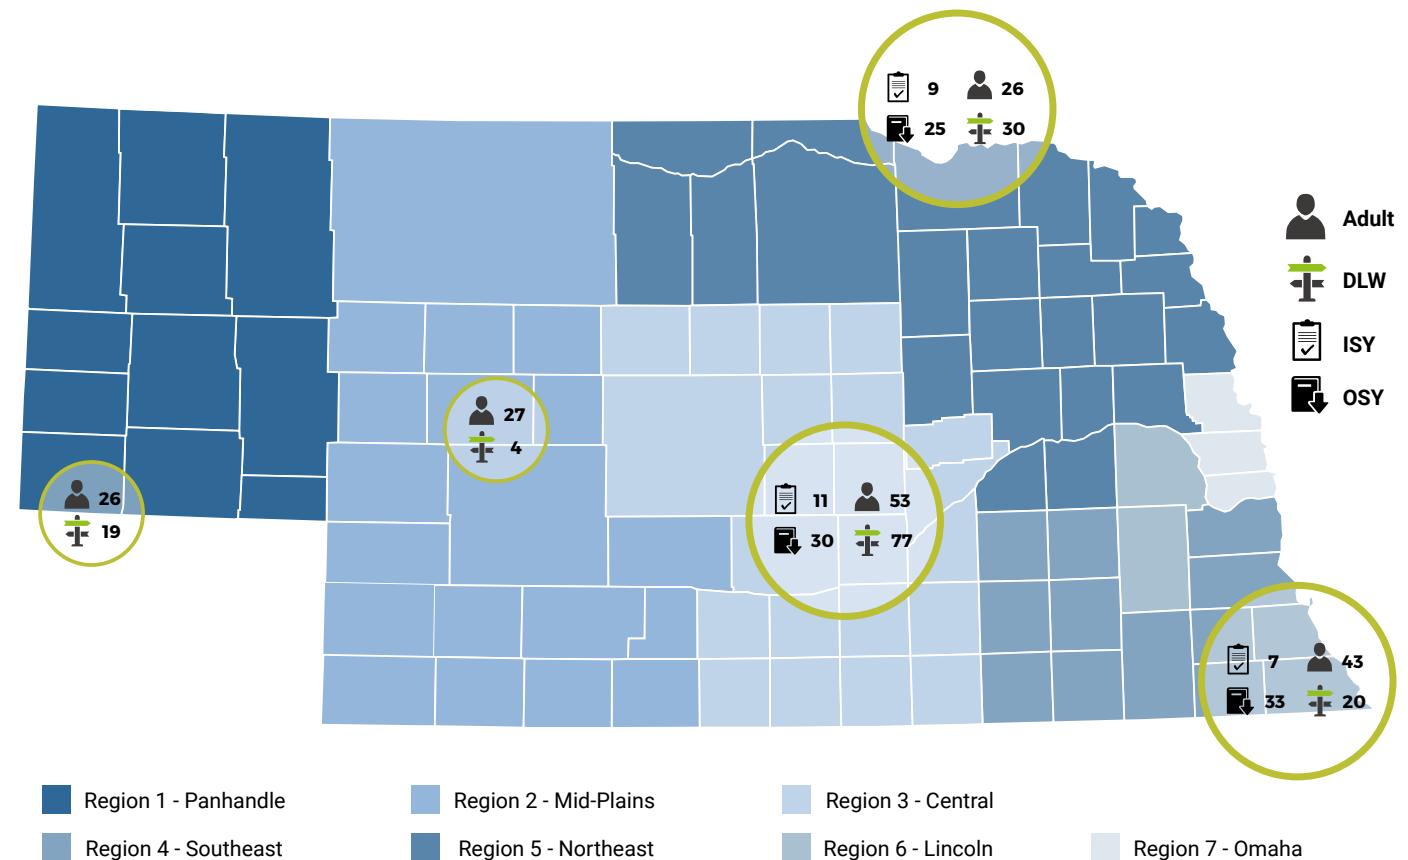 9 26
25 30
Adult
DLW
ISY
OSY
27
4
26
19
11 53
30 77
7 43
33 20
Region 1 - Panhandle
Region 2 - Mid-Plains
Region 3 - Central
Region 4 - Southeast
Region 5 - Northeast
Region 6 - Lincoln
Region 7 - Omaha